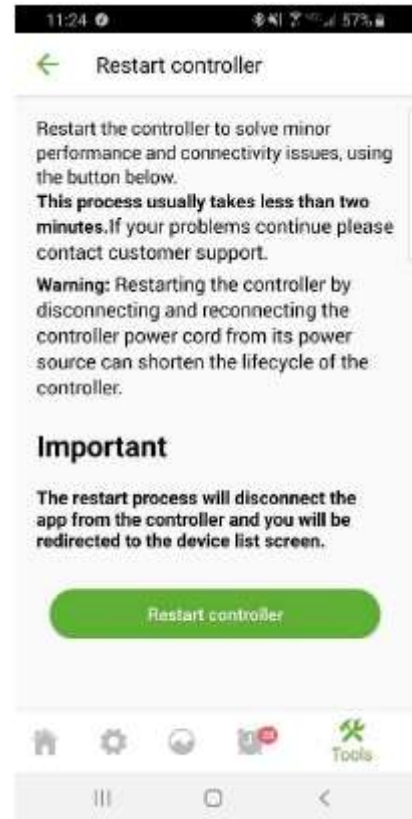 11:24
57%
Restart controller
Restart the controller to solve minor
performance and connectivity issues, using
the button below.
This process usually takes less than two
minutes.If your problems continue please
contact customer support.
Warning: Restarting the controller by
disconnecting and reconnecting the
controller power cord from its power
source can shorten the lifecycle of the
controller.
Important
The restart process will disconnect the
app from the controller and you will be
redirected to the device list screen.
Restart controller
Tools